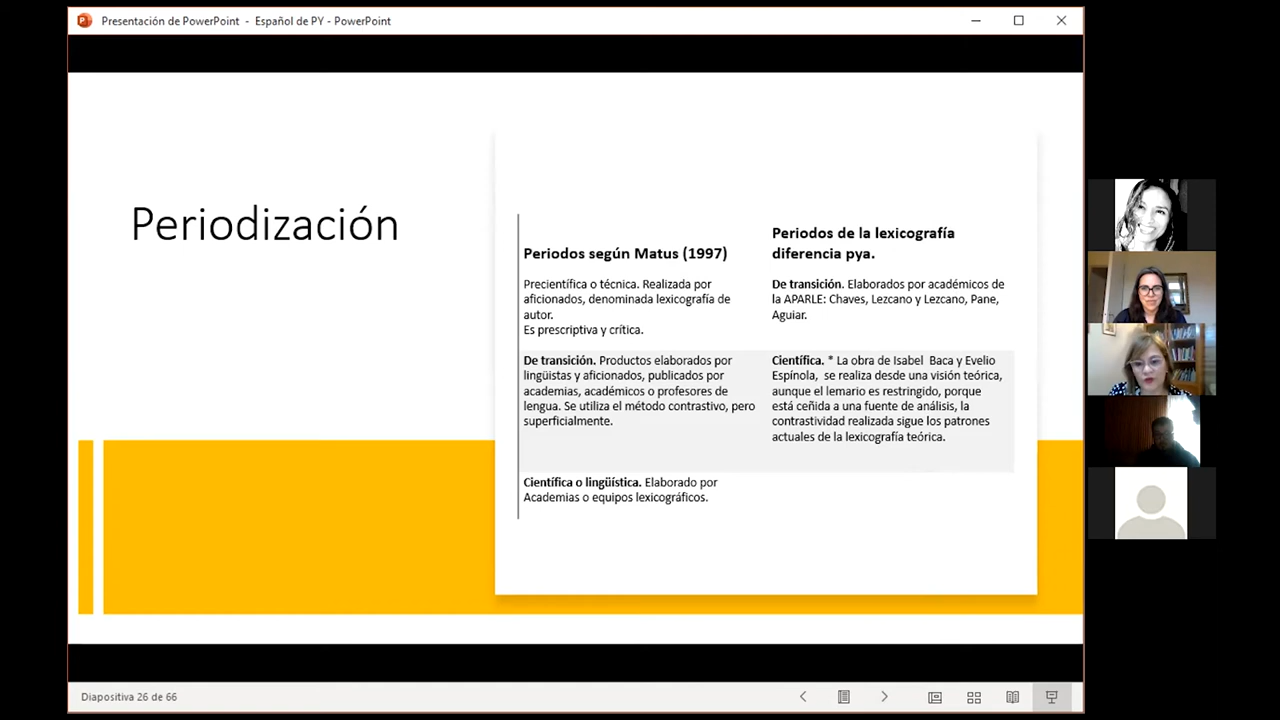 Presentación de PowerPoint - Español de PY - PowerPoint
Periodización
Periodos según Matus (1997)
Precientífica o técnica. Realizada por
aficionados, denominada lexicografía de
autor.
Es prescriptiva y crítica.
De transición. Productos elaborados por
lingüistas y aficionados, publicados por
academias, académicos o profesores de
lengua. Se utiliza el método contrastivo, pero
superficialmente.
Científica o lingüística. Elaborado por
Academias o equipos lexicográficos.
Periodos de la lexicografía
diferencia pya.
De transición. Elaborados por académicos de
la APARLE: Chaves, Lezcano y Lezcano, Pane,
Aguiar.
Científica. * La obra de Isabel Baca y Evelio
Espínola, se realiza desde una visión teórica,
aunque el lemario es restringido, porque
está ceñida a una fuente de análisis, la
contrastividad realizada sigue los patrones
actuales de la lexicografía teórica.
Diapositiva 26 de 66